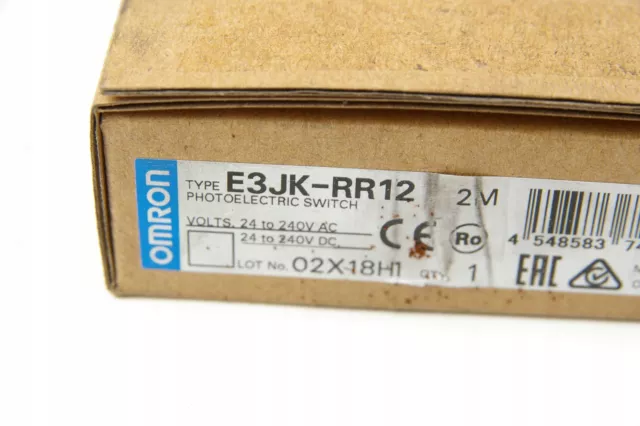 OMRON
TYPE E3JK-RR12 2M
PHOTOELECTRIC SWITCH
VOLTS. 24 to 240V AC
24 to 240V DC
CE
Ro
4 548583
LOT No. 02X18H1 QTY. 1
EAC